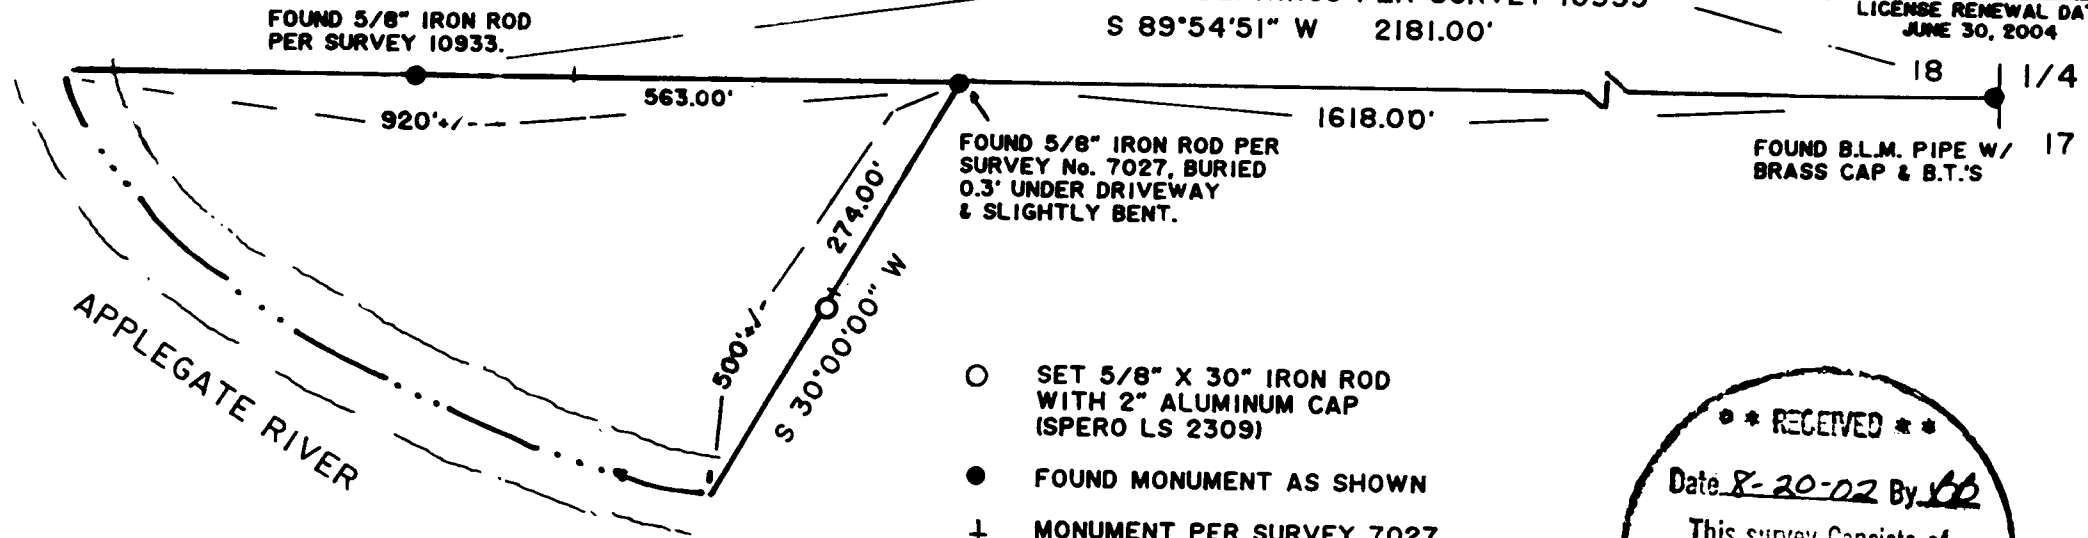 FOUND 5/8" IRON ROD
PER SURVEY 10933.
S 89°54'51" W 2181.00'
LICENSE RENEWAL
JUNE 30, 2004
18 1/4
17
563.00'
920'+/-
1618.00'
FOUND 5/8" IRON ROD PER
SURVEY No. 7027, BURIED
0.3' UNDER DRIVEWAY
& SLIGHTLY BENT.
FOUND B.L.M. PIPE W/
BRASS CAP & B.T.'S
274.00'
500'+/-
S 30°00'00" W
APPLEGATE RIVER
SET 5/8" X 30" IRON ROD
WITH 2" ALUMINUM CAP
(SPERO LS 2309)
FOUND MONUMENT AS SHOWN
MONUMENT PER SURVEY 7027
* * RECEIVED * *
Date 8-20-02 By
This survey Consists of